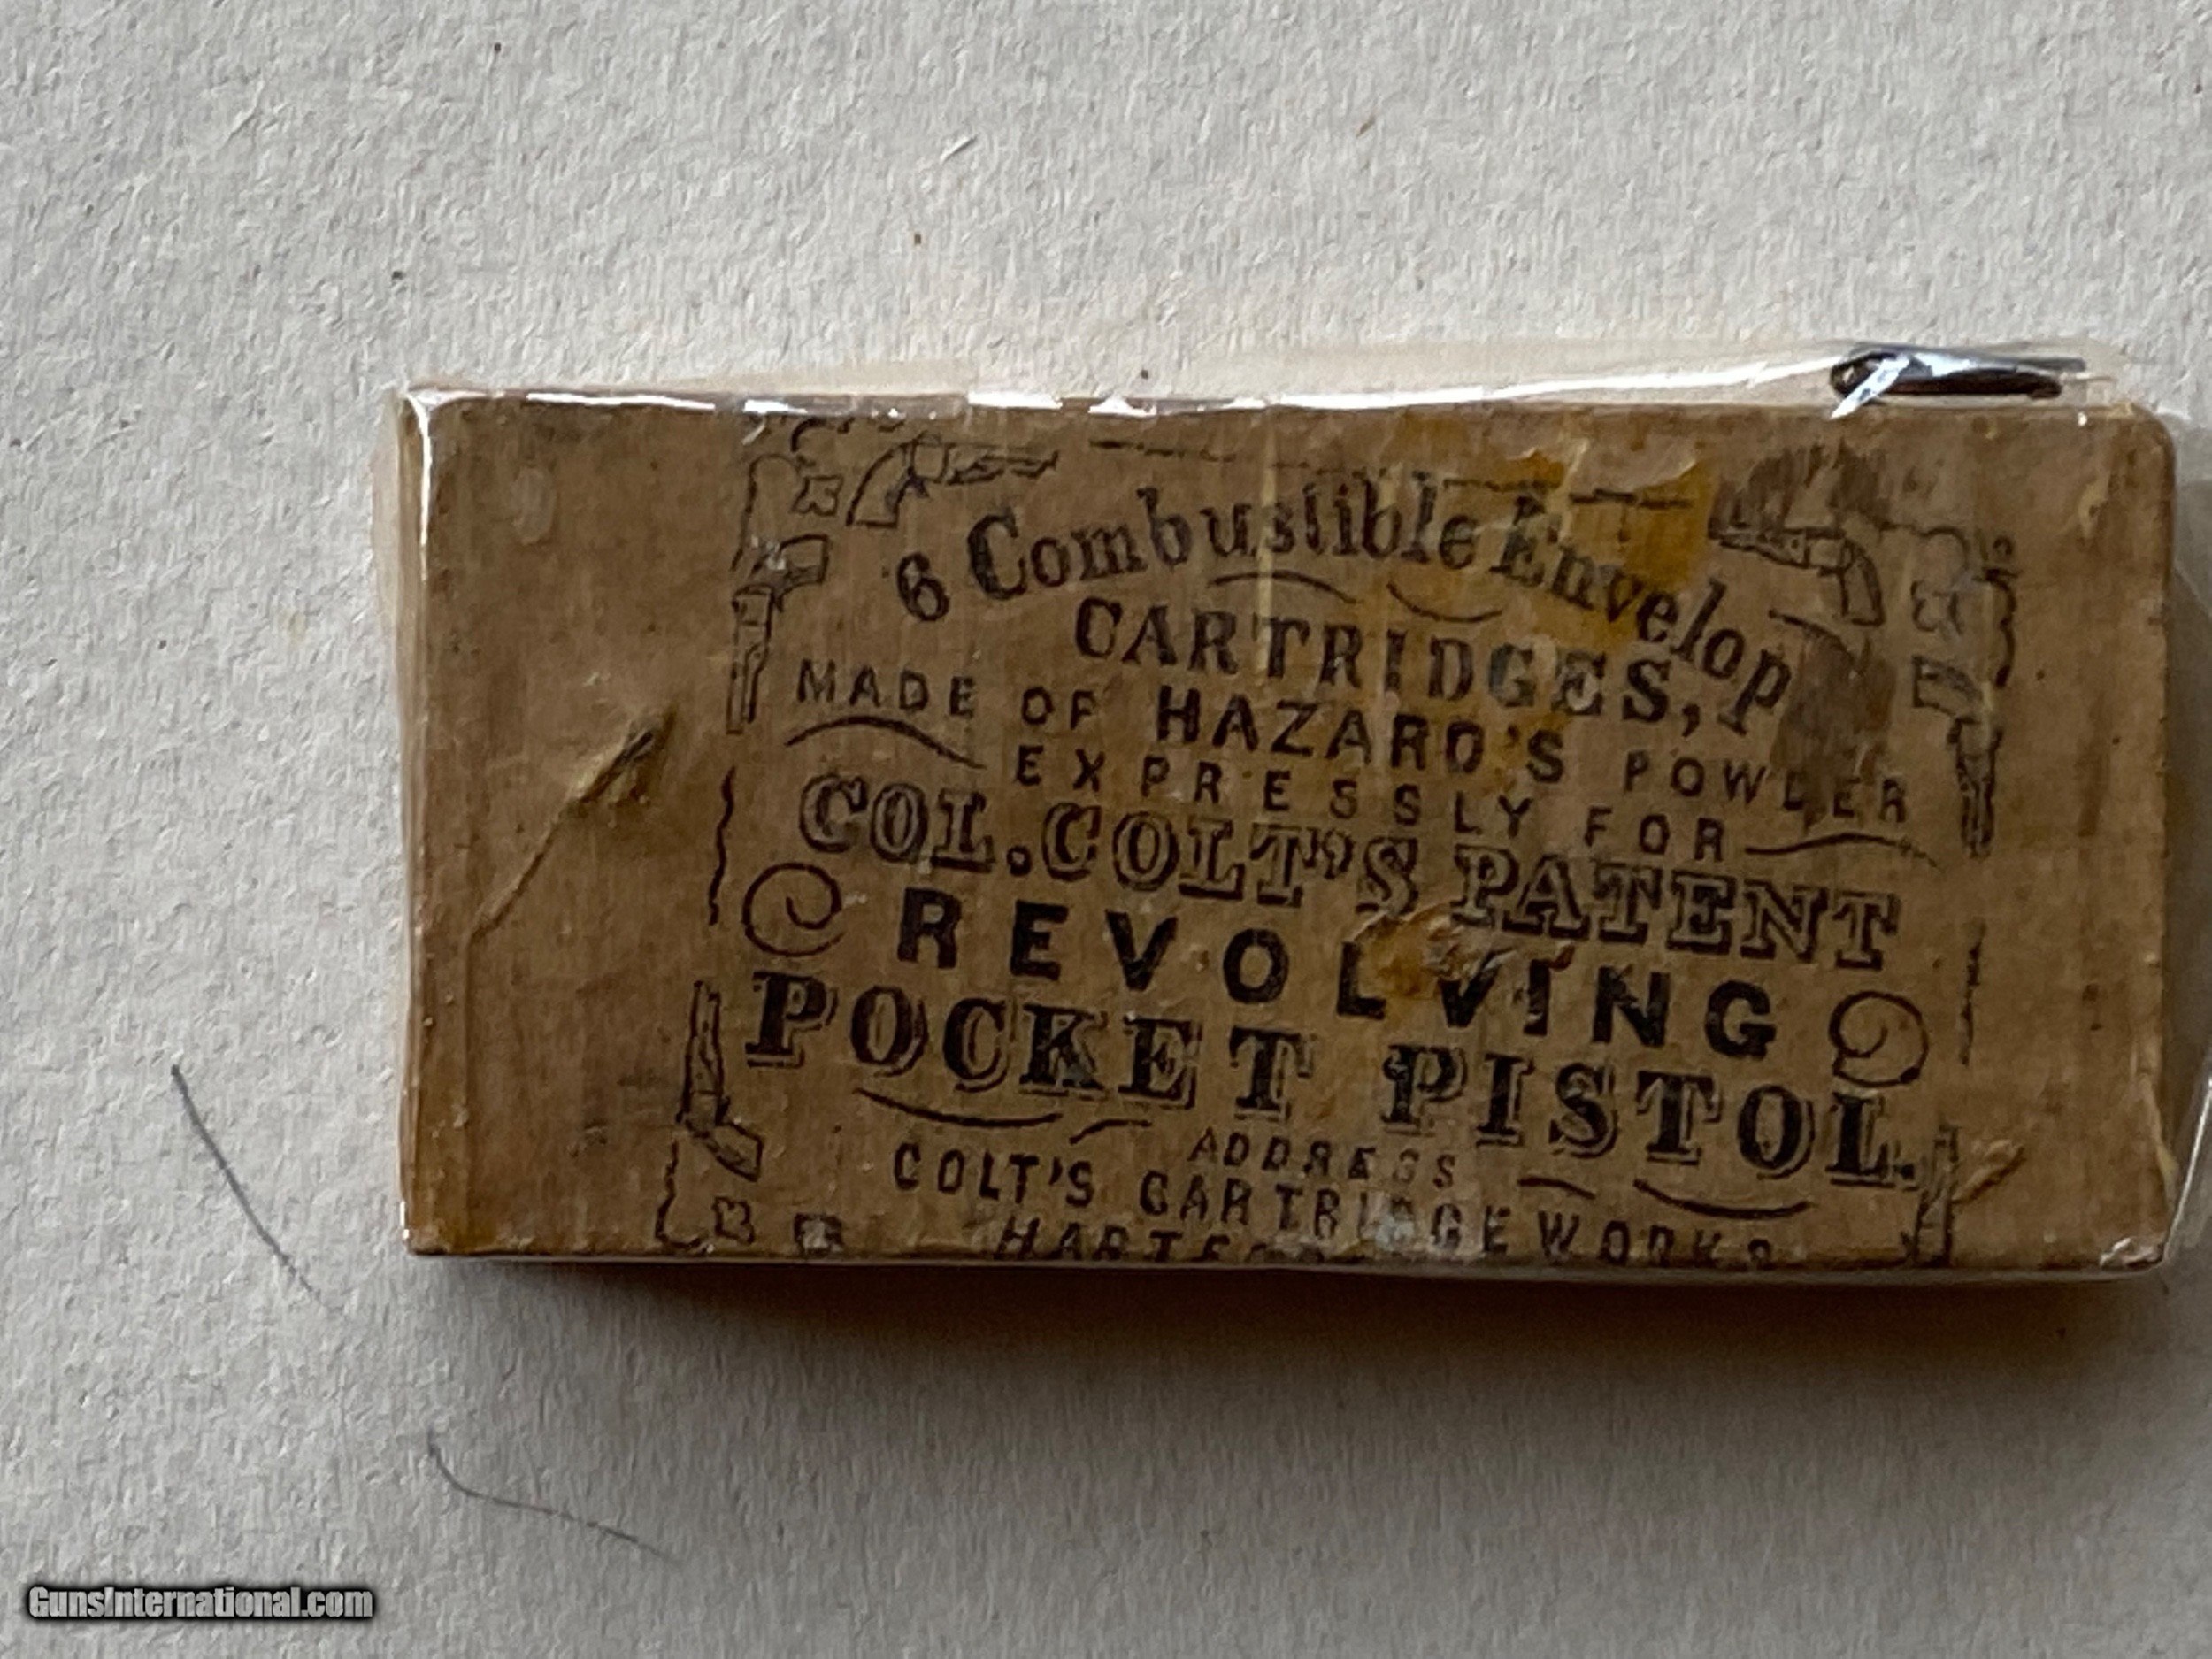 6 Combustible Envelop
CARTRIDGES,
MADE OF HAZARD'S POWDER
EXPRESSLY FOR
COL. COLT'S PATENT
REVOLVING
POCKET PISTOL.
ADDRESS
COLT'S CARTRIDGE WORKS
GunsInternational.com